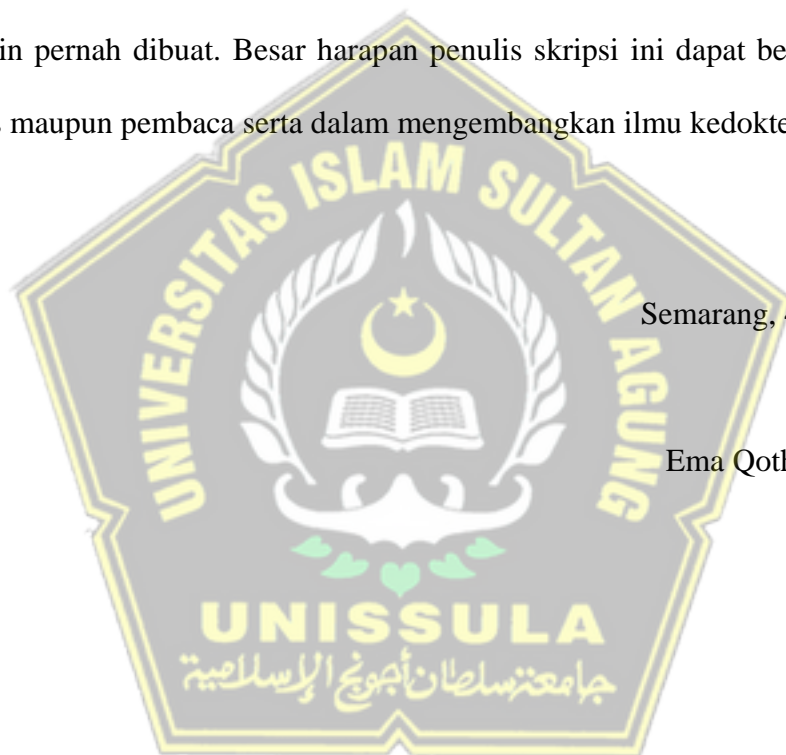 in pernah dibuat. Besar harapan penulis skripsi ini dapat be
maupun pembaca serta dalam mengembangkan ilmu kedokte
UNIVERSITAS ISLAM SULTAN AGUNG
Semarang,
Ema Qoth
UNISSULA
جامعة سلطان أجونج الإسلامية